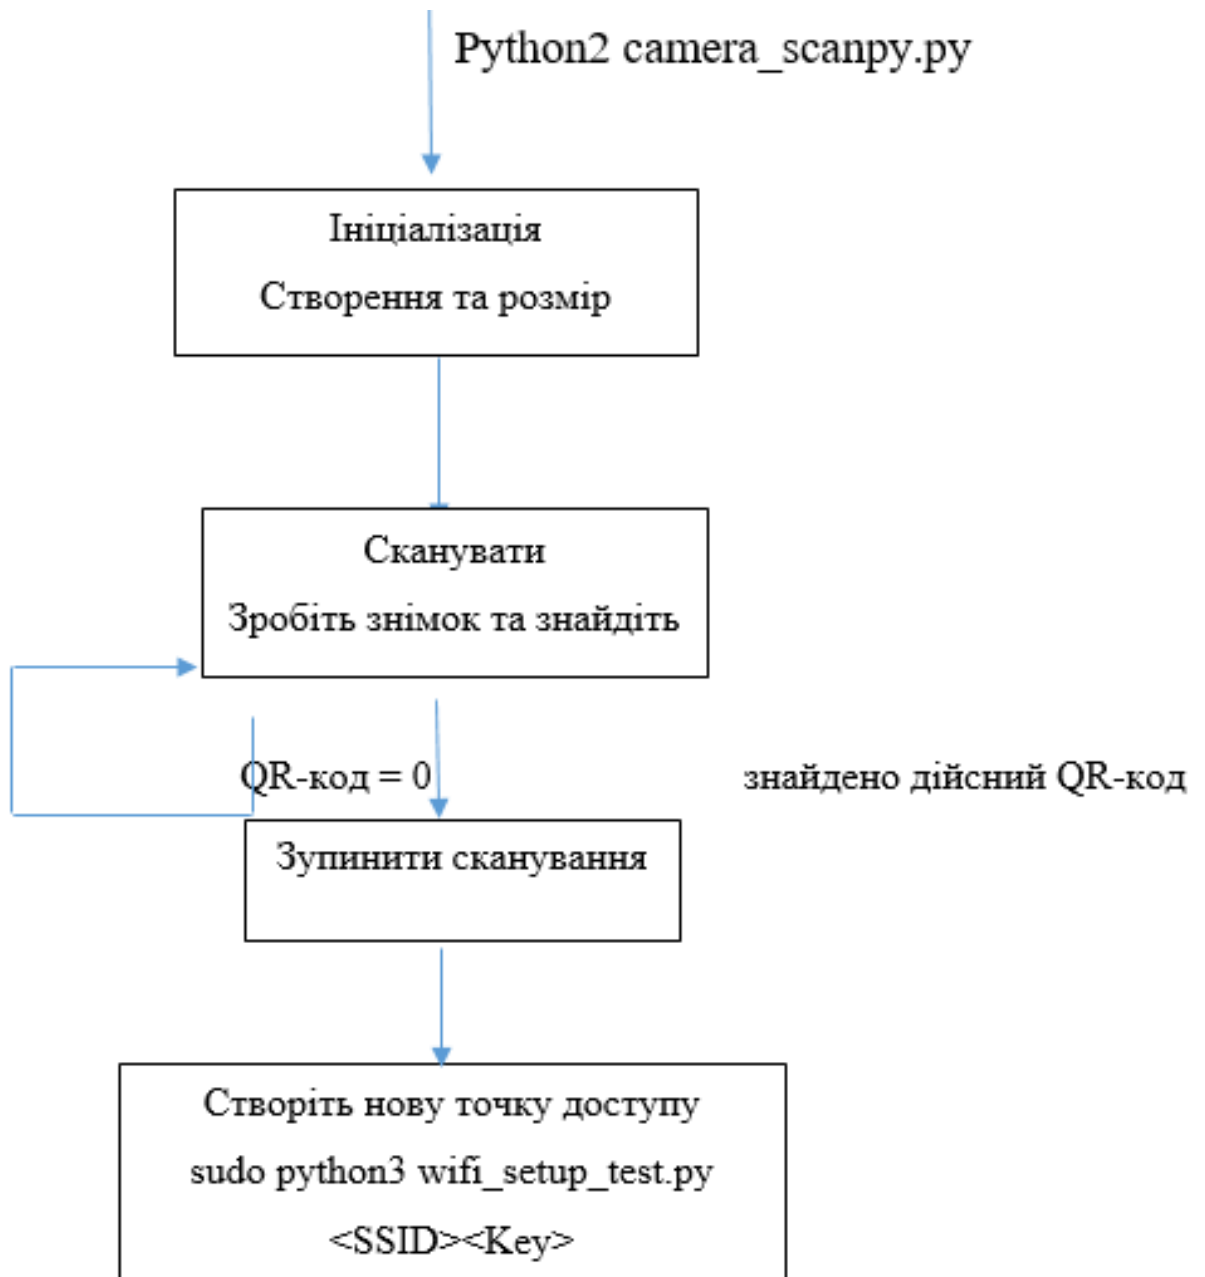 Python2 camera_scanpy.py
Ініціалізація
Створення та розмір
Сканувати
Зробіть знімок та знайдіть
QR-код = 0
знайдено дійсний QR-код
Зупинити сканування
Створіть нову точку доступу
sudo python3 wifi_setup_test.py
<SSID><Key>